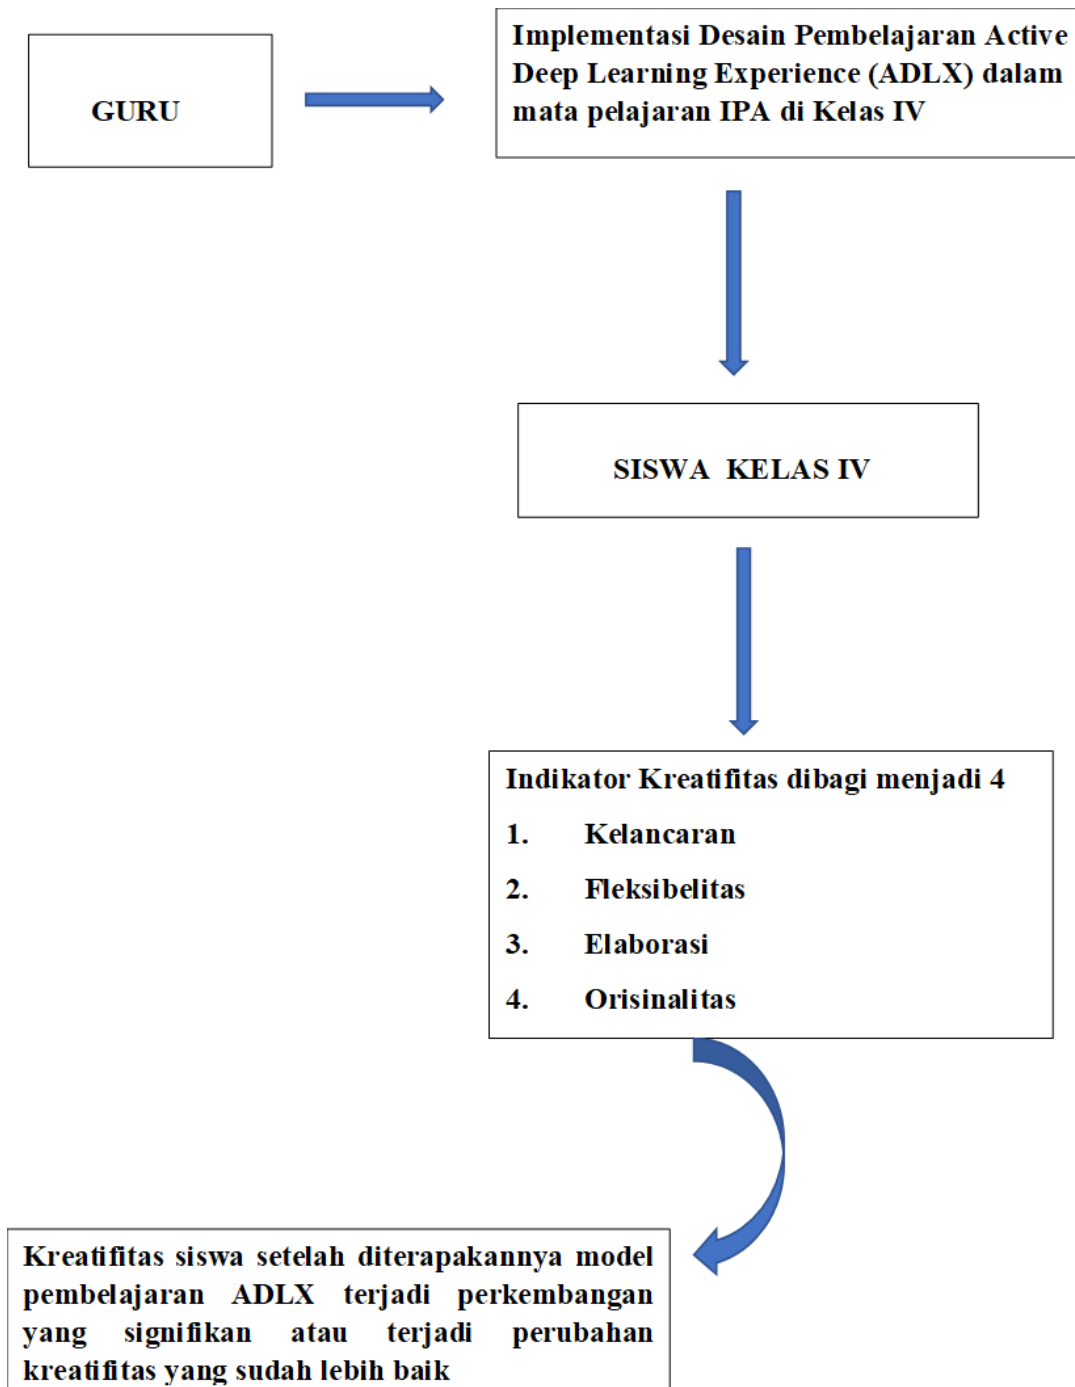 GURU
Implementasi Desain Pembelajaran Active
Deep Learning Experience (ADLX) dalam
mata pelajaran IPA di Kelas IV
SISWA KELAS IV
Indikator Kreatifitas dibagi menjadi 4
1. Kelancaran
2. Fleksibelitas
3. Elaborasi
4. Orisinalitas
Kreatifitas siswa setelah diterapakannya model
pembelajaran ADLX terjadi perkembangan
yang signifikan atau terjadi perubahan
kreatifitas yang sudah lebih baik